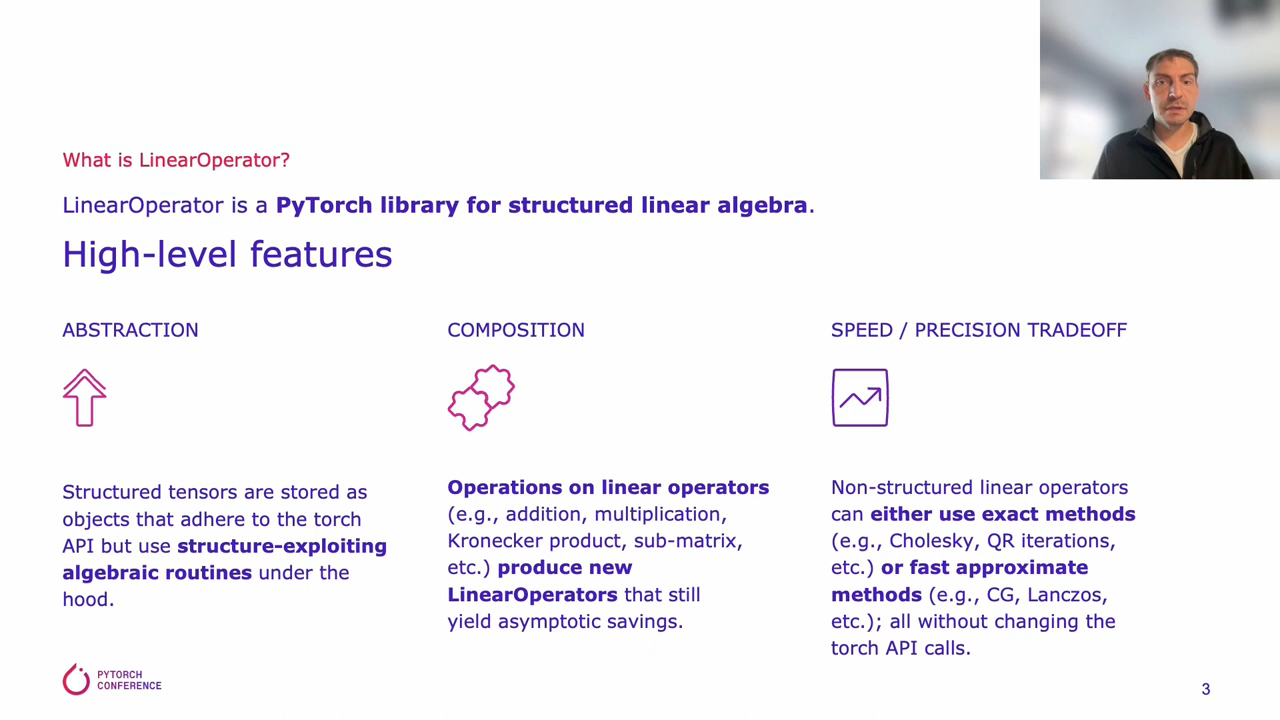 What is LinearOperator?
LinearOperator is a PyTorch library for structured linear algebra.
High-level features
ABSTRACTION
Structured tensors are stored as
objects that adhere to the torch
API but use structure-exploiting
algebraic routines under the
hood.
COMPOSITION
Operations on linear operators
(e.g., addition, multiplication,
Kronecker product, sub-matrix,
etc.) produce new
LinearOperators that still
yield asymptotic savings.
SPEED / PRECISION TRADEOFF
Non-structured linear operators
can either use exact methods
(e.g., Cholesky, QR iterations,
etc.) or fast approximate
methods (e.g., CG, Lanczos,
etc.); all without changing the
torch API calls.
PYTORCH
CONFERENCE
3